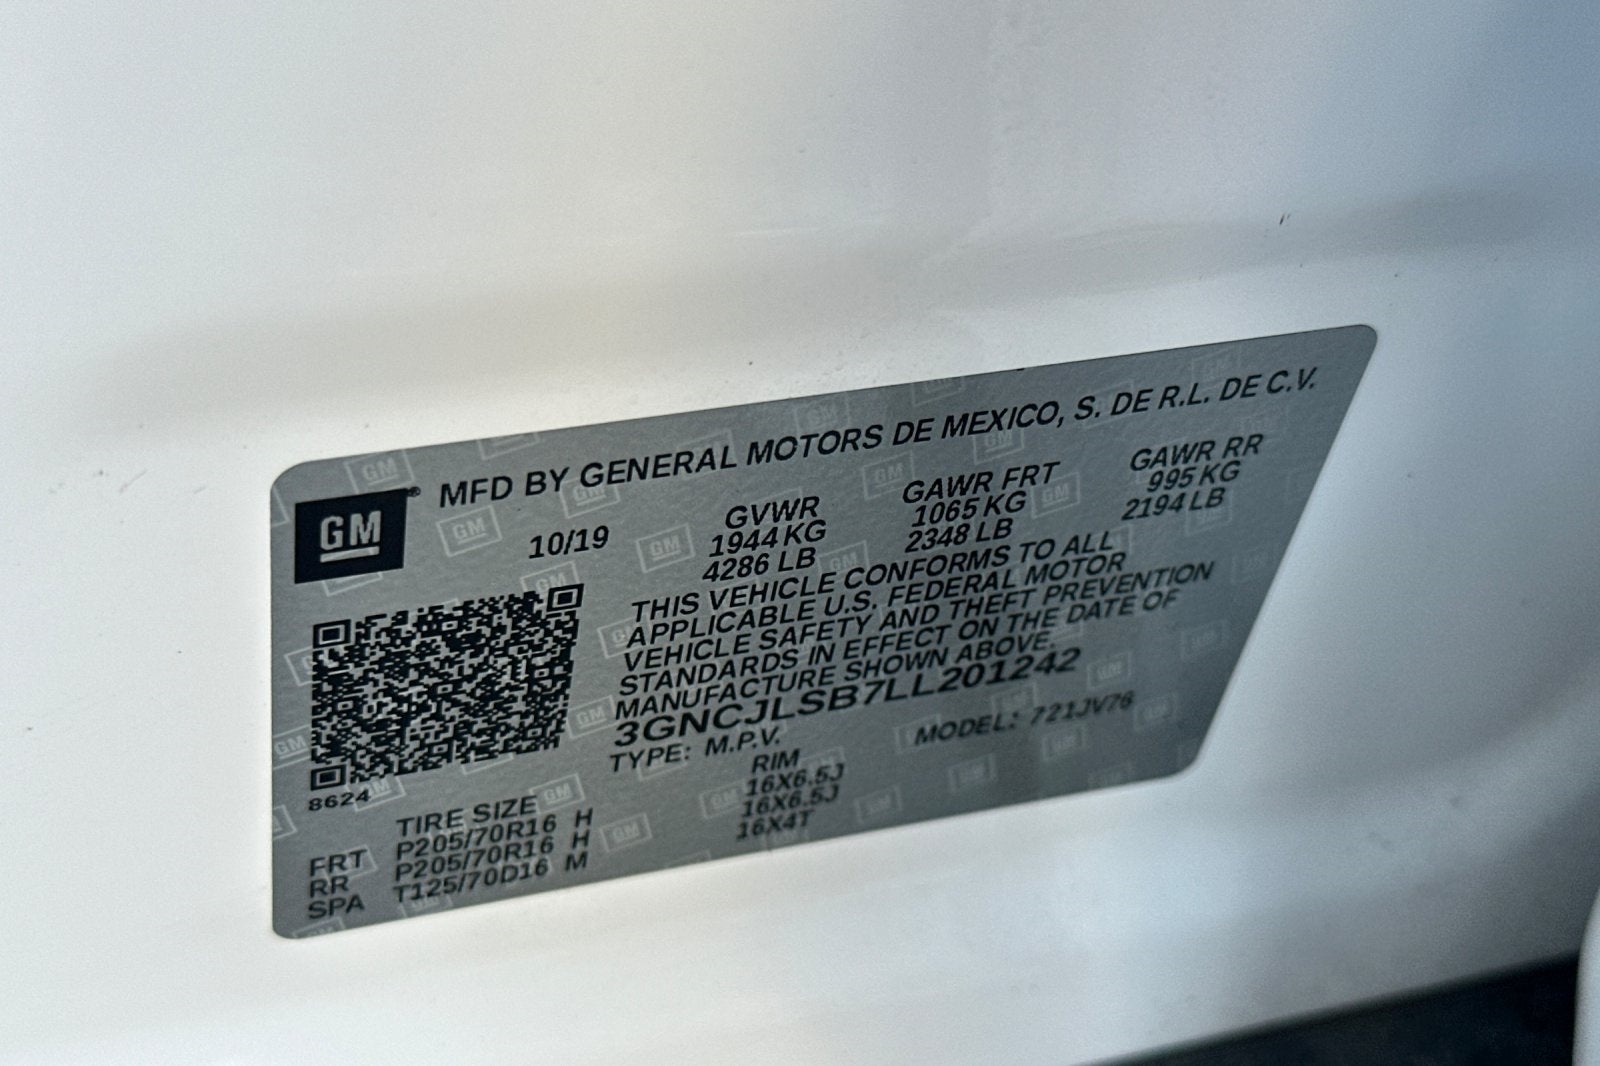 MFD BY GENERAL MOTORS DE MEXICO, S. DE R.L. DE C.V.
GM®
10/19
GVWR GAWR FRT GAWR RR
1944 KG 1065 KG 995 KG
4286 LB 2348 LB 2194 LB
THIS VEHICLE CONFORMS TO ALL
APPLICABLE U.S. FEDERAL MOTOR
VEHICLE SAFETY AND THEFT PREVENTION
STANDARDS IN EFFECT ON THE DATE OF
MANUFACTURE SHOWN ABOVE.
3GNCJLSB7LL201242
TYPE: M.P.V. MODEL: 721JV76
8624
TIRE SIZE RIM
FRT P205/70R16 H 16X6.5J
RR P205/70R16 H 16X6.5J
SPA T125/70D16 M 16X4T